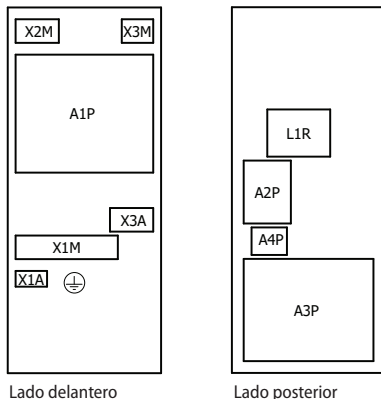 X2M X3M
A1P
X3A
X1M
X1A
Lado delantero
L1R
A2P
A4P
A3P
Lado posterior